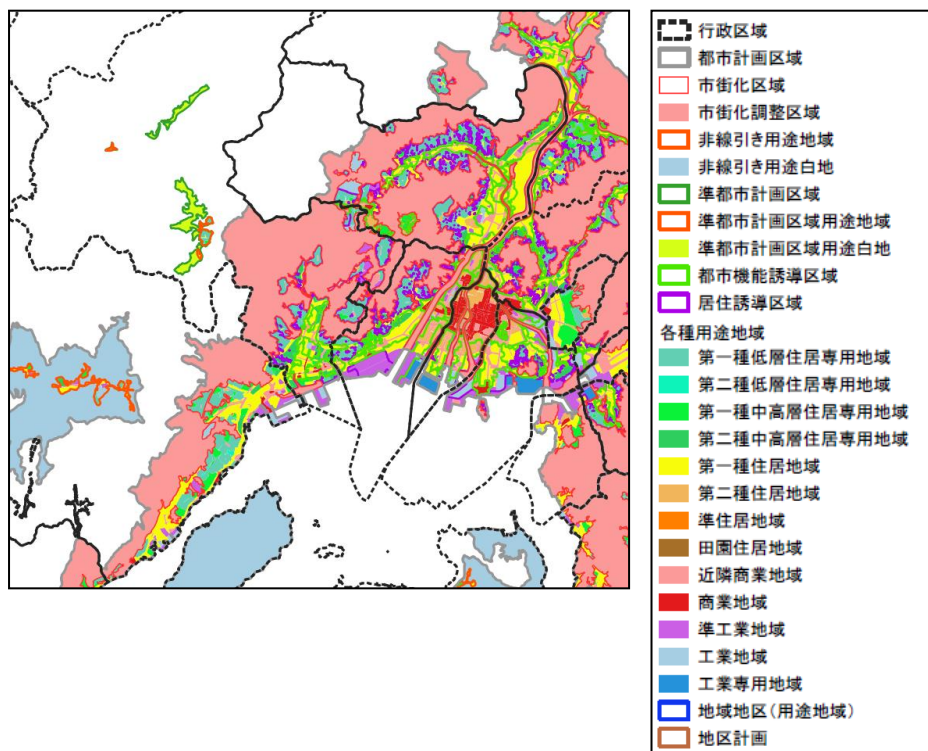 行政区域
都市計画区域
市街化区域
市街化調整区域
非線引き用途地域
非線引き用途白地
準都市計画区域
準都市計画区域用途地域
準都市計画区域用途白地
都市機能誘導区域
居住誘導区域
各種用途地域
第一種低層住居専用地域
第二種低層住居専用地域
第一種中高層住居専用地域
第二種中高層住居専用地域
第一種住居地域
第二種住居地域
準住居地域
田園住居地域
近隣商業地域
商業地域
準工業地域
工業地域
工業専用地域
地域地区(用途地域)
地区計画